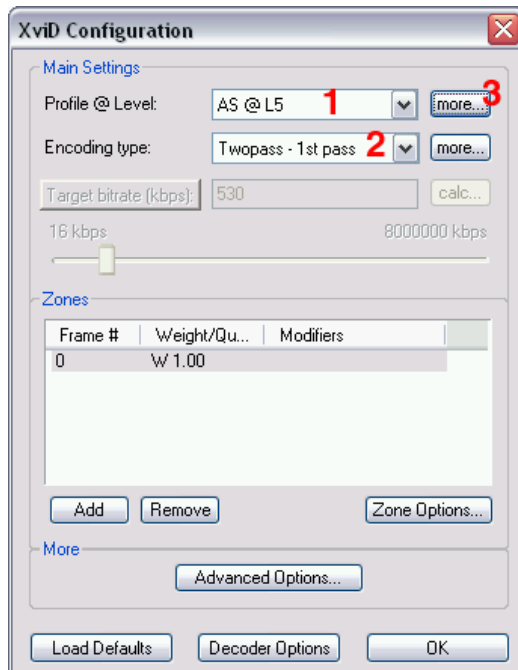 XviD Configuration
Main Settings
Profile @ Level: AS @ L5 1 more... 3
Encoding type: Twopass - 1st pass 2 more...
Target bitrate (kbps): 530 calc...
16 kbps 8000000 kbps
Zones
Frame # Weight/Qu... Modifiers
0 W 1.00
Add Remove Zone Options...
More
Advanced Options...
Load Defaults Decoder Options OK